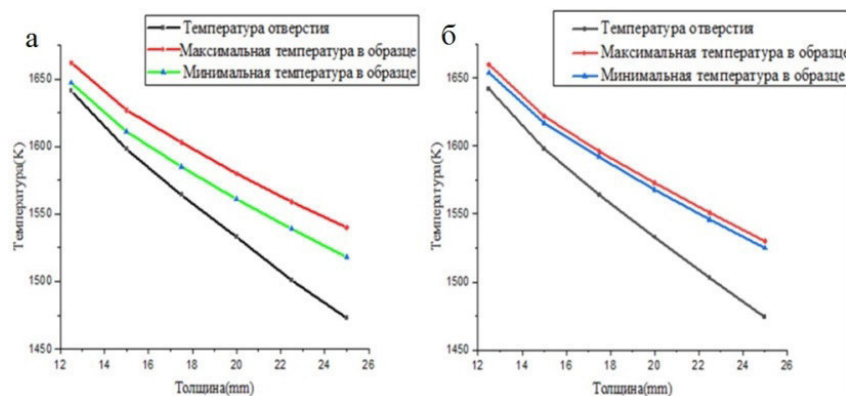 а
Температура отверстия
Максимальная температура в образце
Минимальная температура в образце
Температура(K)
1650
1600
1550
1500
1450
12 14 16 18 20 22 24 26
Толщина(mm)
б
Температура отверстия
Максимальная температура в образце
Минимальная температура в образце
Температура(K)
1650
1600
1550
1500
1450
12 14 16 18 20 22 24 26
Толщина(mm)